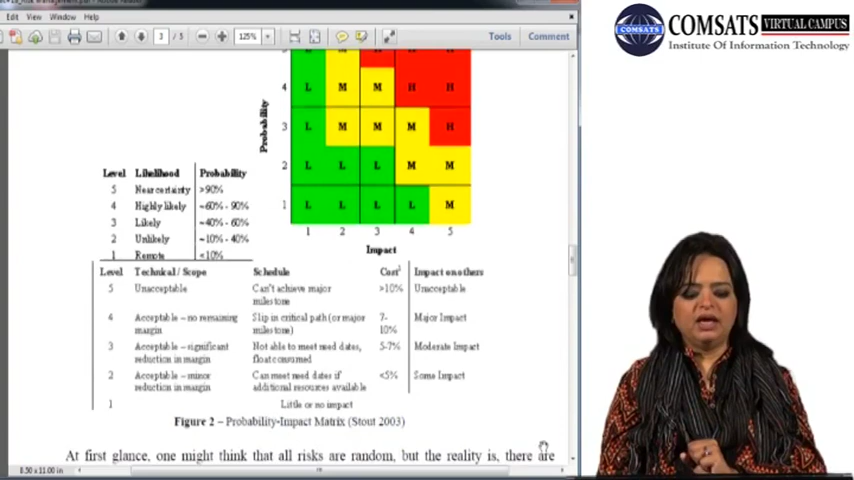 Edit View Window Help
3 / 5 125% Tools Comment
COMSATS VIRTUAL CAMPUS
COMSATS
Institute Of Information Technology
Probability
4 L M M H H
3 L M M M H
2 L L L M M
1 L L L L M
1 2 3 4 5
Impact
Level Likelihood Probability
5 Near certainty >90%
4 Highly likely ~60% - 90%
3 Likely ~40% - 60%
2 Unlikely ~10% - 40%
1 Remote <10%
Level Technical / Scope Schedule Cost¹ Impact on others
5 Unacceptable Can't achieve major milestone >10% Unacceptable
4 Acceptable – no remaining margin Slip in critical path (or major milestone) 7-10% Major Impact
3 Acceptable – significant reduction in margin Not able to meet need dates, float consumed 5-7% Moderate Impact
2 Acceptable – minor reduction in margin Can meet need dates if additional resources available <5% Some Impact
1 Little or no impact
Figure 2 – Probability-Impact Matrix (Stout 2003)
At first glance, one might think that all risks are random, but the reality is, there are
8.50 x 11.00 in